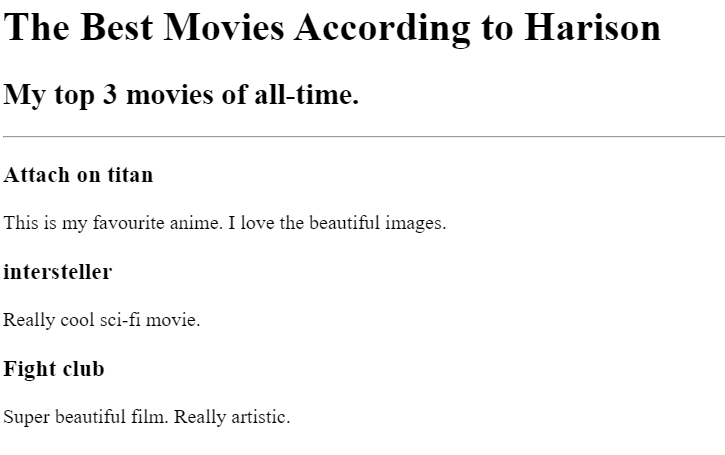 The Best Movies According to Harison
My top 3 movies of all-time.
Attach on titan
This is my favourite anime. I love the beautiful images.
intersteller
Really cool sci-fi movie.
Fight club
Super beautiful film. Really artistic.